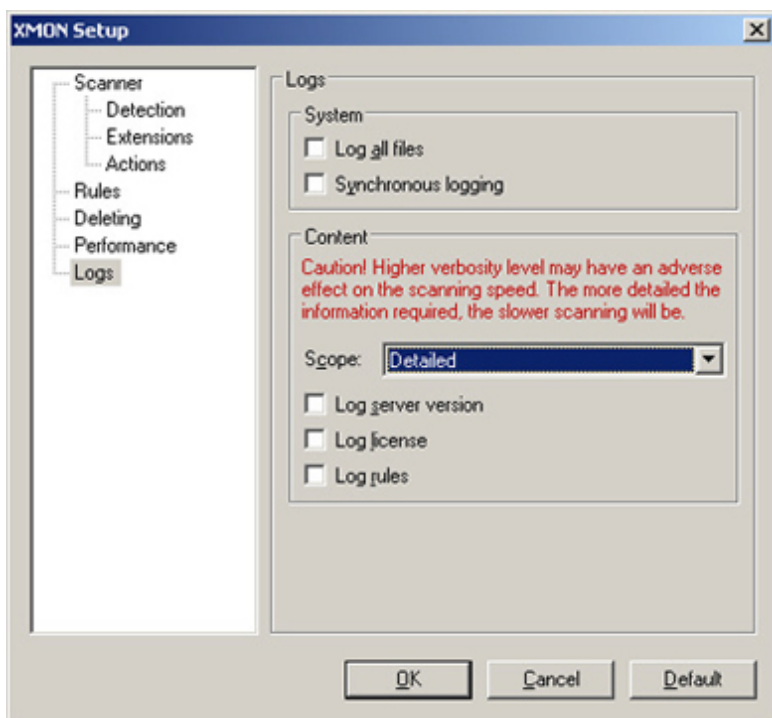 XMON Setup
Scanner
Detection
Extensions
Actions
Rules
Deleting
Performance
Logs
Logs
System
Log all files
Synchronous logging
Content
Caution! Higher verbosity level may have an adverse
effect on the scanning speed. The more detailed the
information required, the slower scanning will be.
Scope: Detailed
Log server version
Log license
Log rules
OK Cancel Default